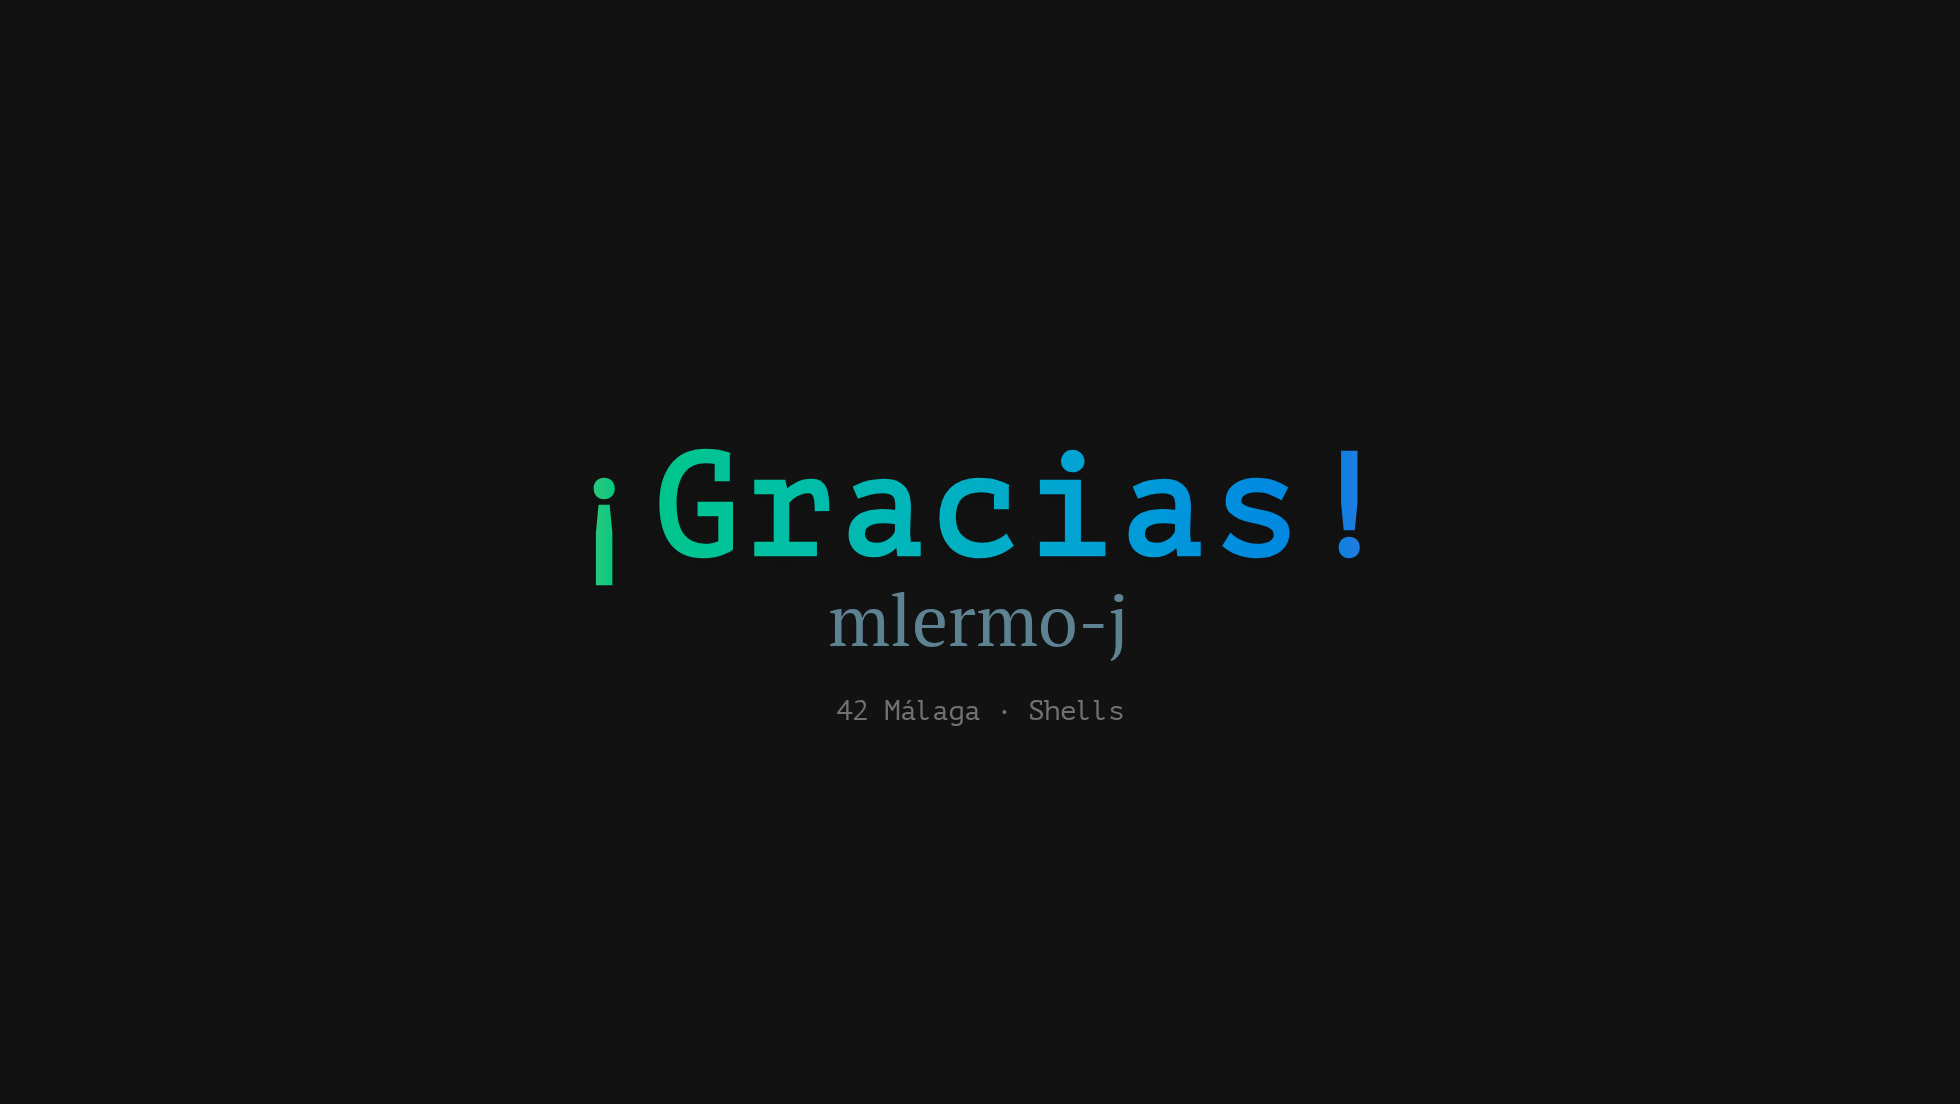 ¡Gracias!
mlermo-j
42 Málaga · Shells